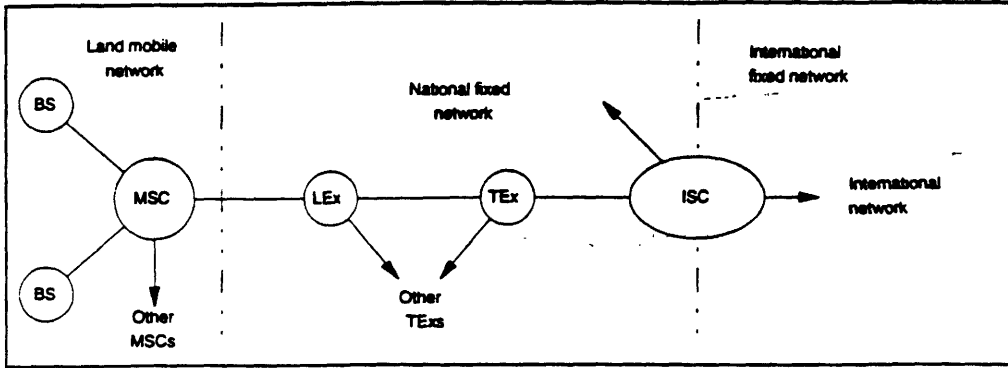 Land mobile
network
International
fixed network
National fixed
network
BS
MSC
LEx
TEx
ISC
International
network
BS
Other
MSCs
Other
TExs